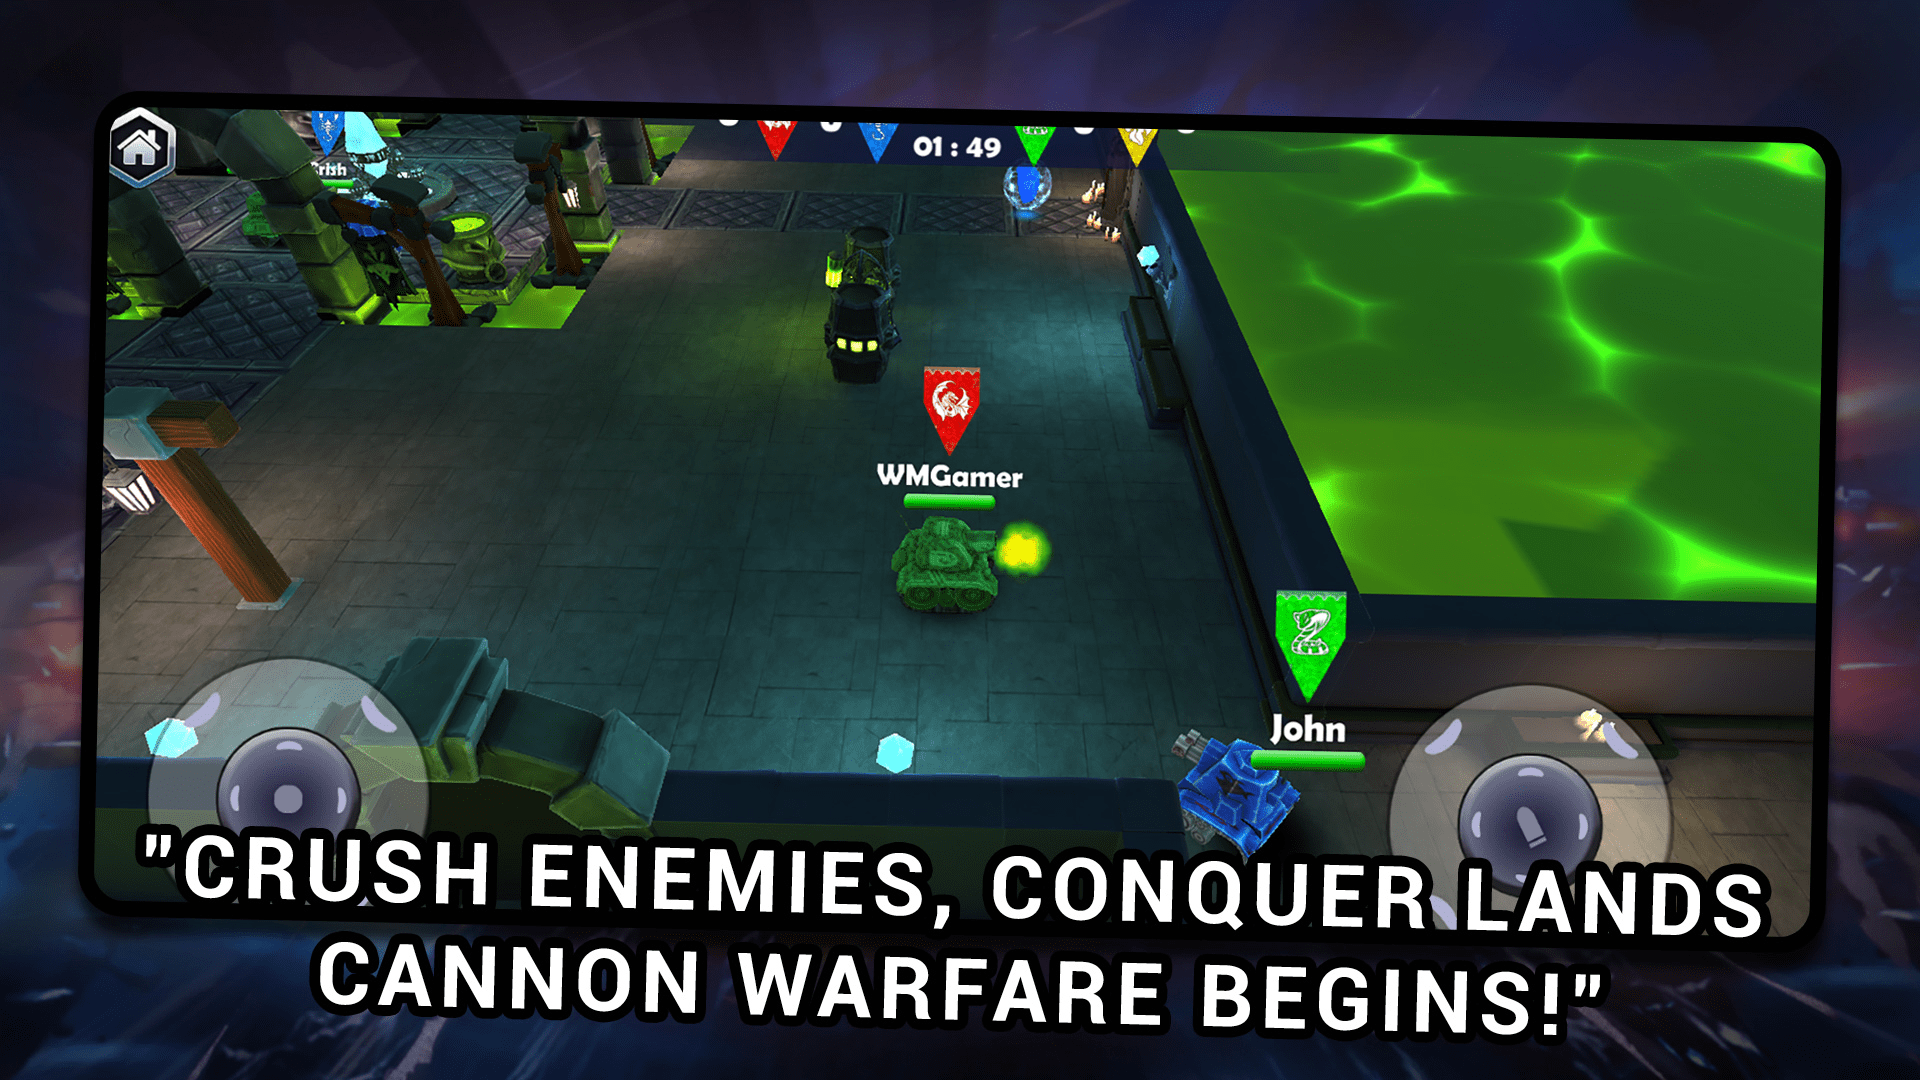 01 : 49
WMGamer
John
"CRUSH ENEMIES, CONQUER LANDS
CANNON WARFARE BEGINS!"